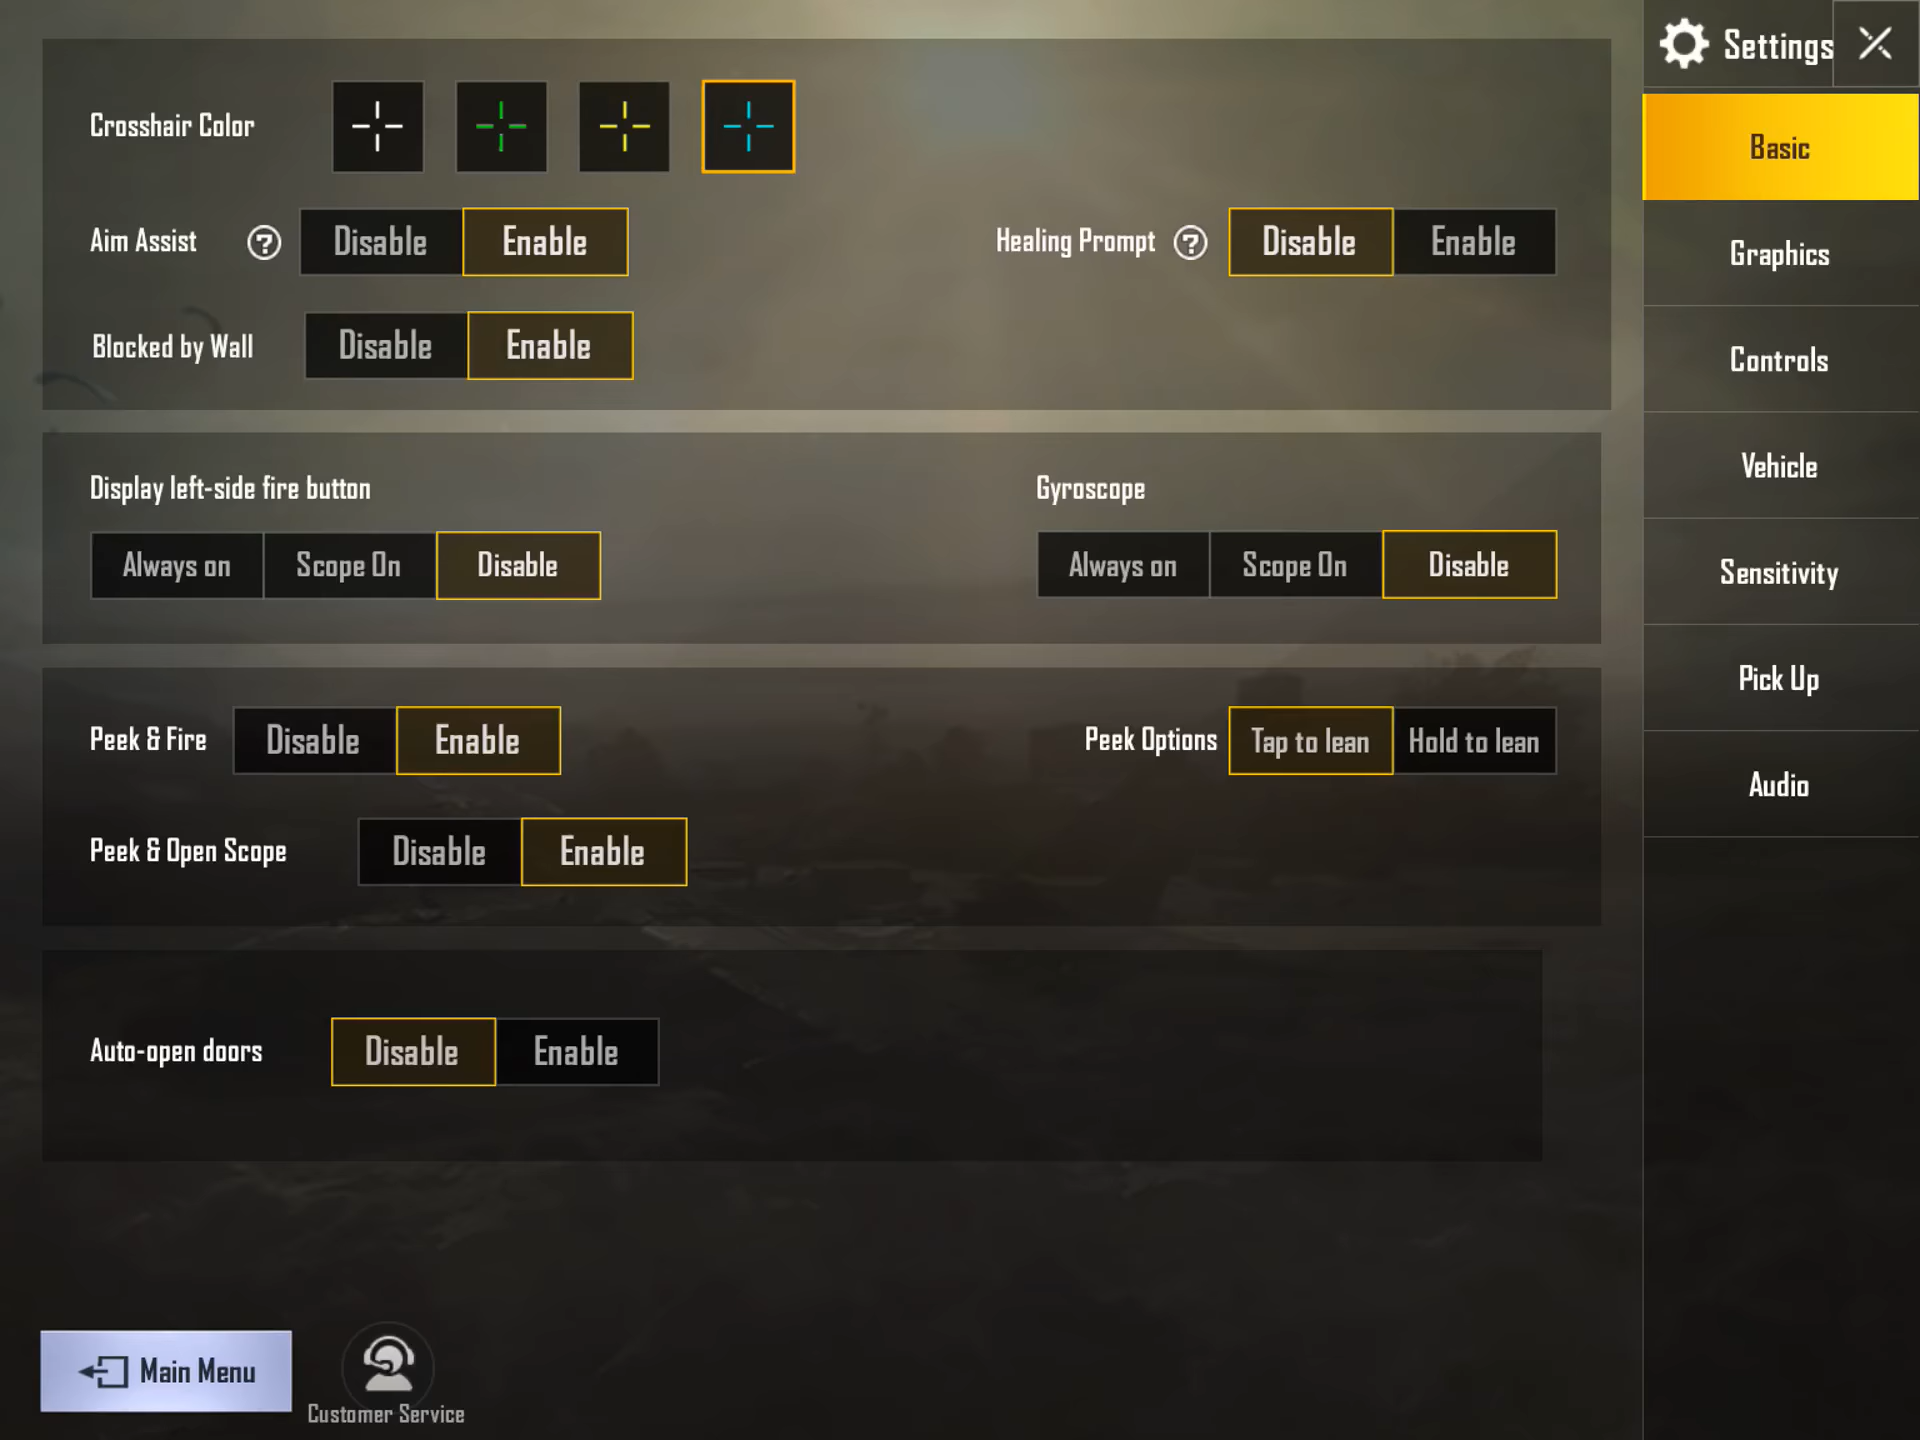 Crosshair Color
Aim Assist ? Disable Enable
Healing Prompt ? Disable Enable
Blocked by Wall Disable Enable
Display left-side fire button
Always on Scope On Disable
Gyroscope
Always on Scope On Disable
Peek & Fire Disable Enable
Peek Options Tap to lean Hold to lean
Peek & Open Scope Disable Enable
Auto-open doors Disable Enable
Main Menu
Customer Service
Settings
Basic
Graphics
Controls
Vehicle
Sensitivity
Pick Up
Audio